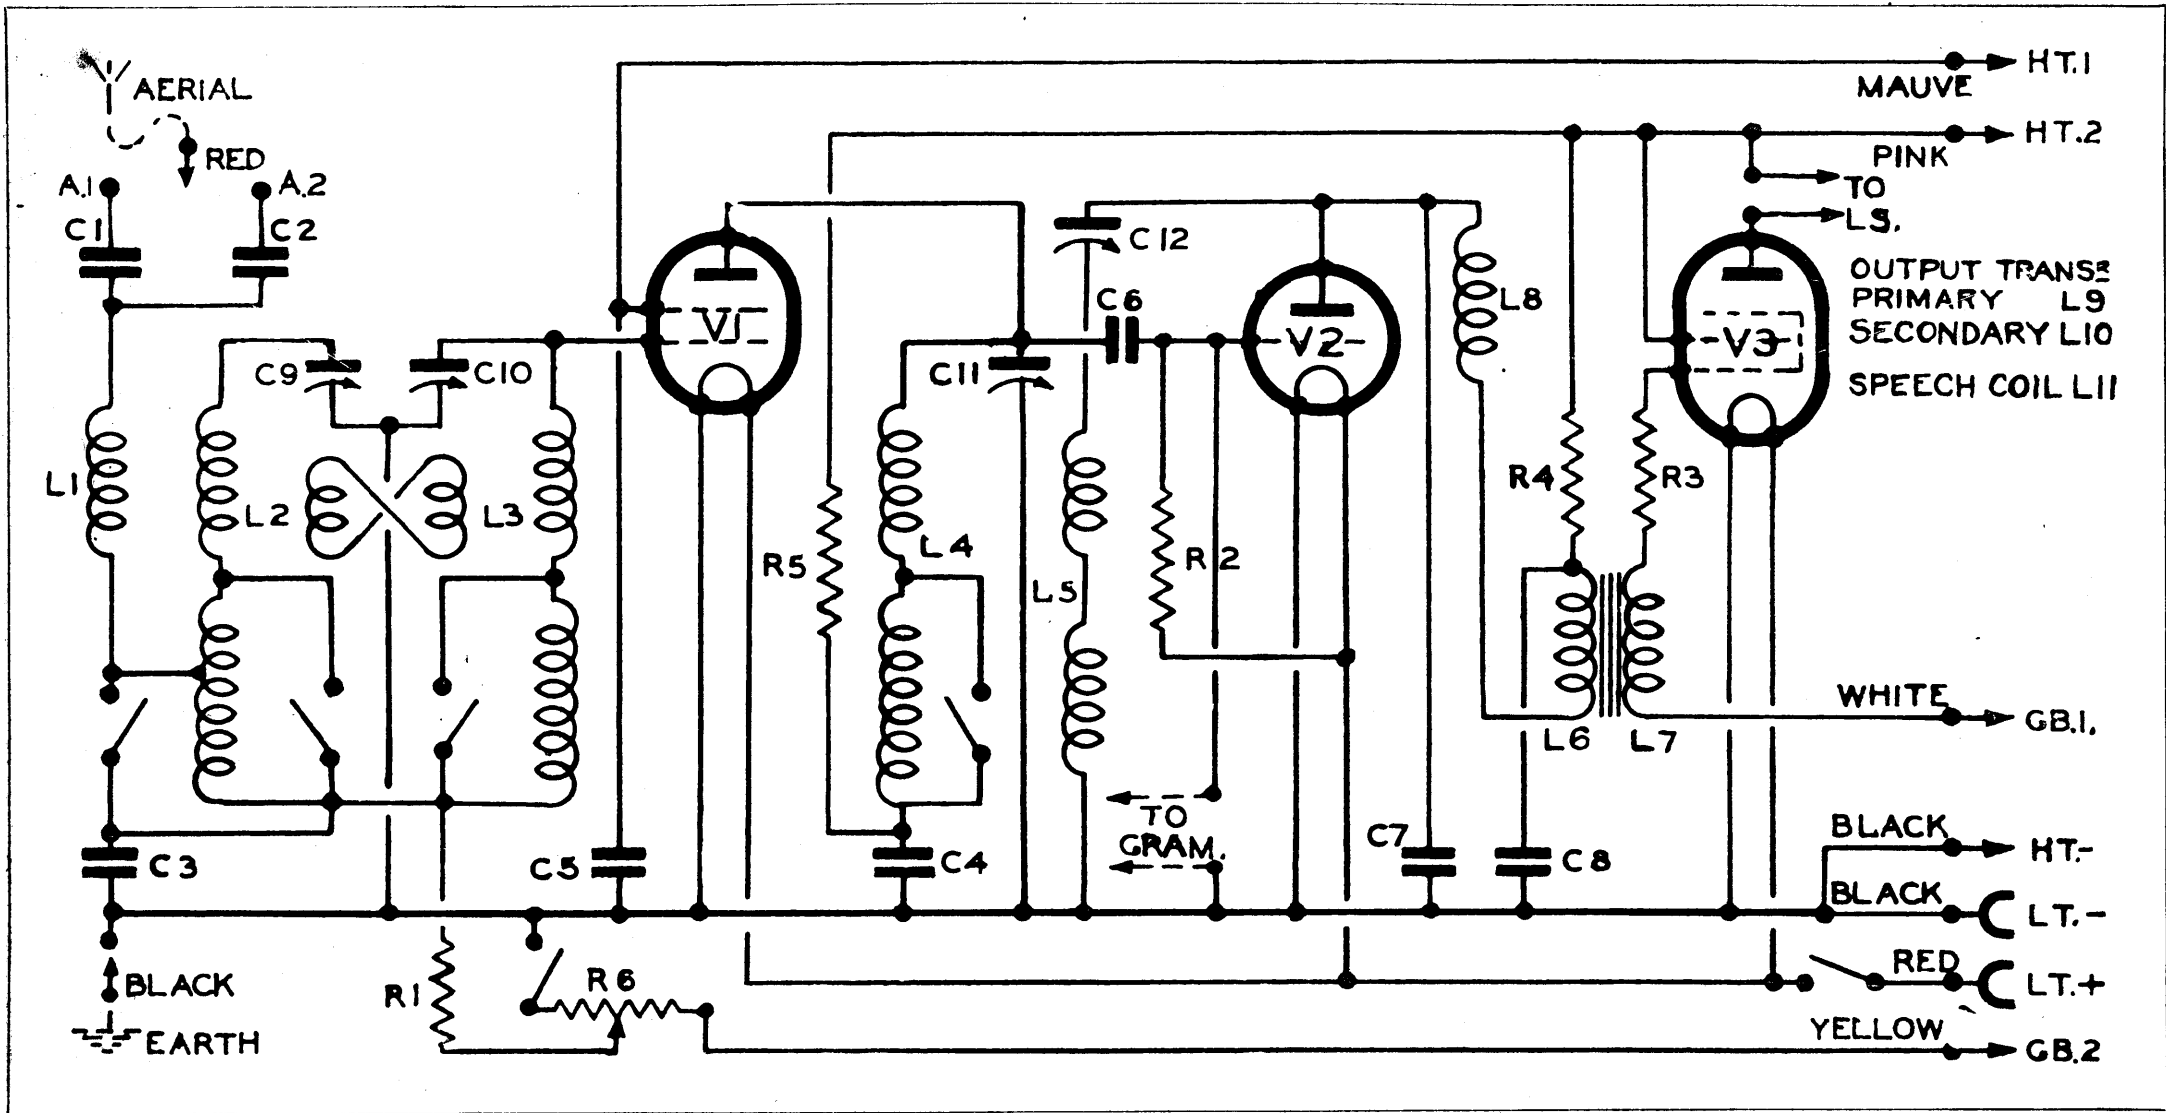 HT.1
MAUVE
AERIAL
HT.2
PINK
RED
A.1
A.2
TO
LS.
C1
C2
C12
V1
C6
L8
OUTPUT TRANSF
PRIMARY L9
SECONDARY L10
SPEECH COIL L11
C9
C10
C11
V2
V3
L1
L2
L3
R4
R3
R5
L4
L5
R2
WHITE
GB.1.
L6
L7
TO
GRAM.
BLACK
HT.-
C3
C5
C4
C7
C8
BLACK
LT.-
BLACK
R1
R6
RED
LT.+
EARTH
YELLOW
GB.2